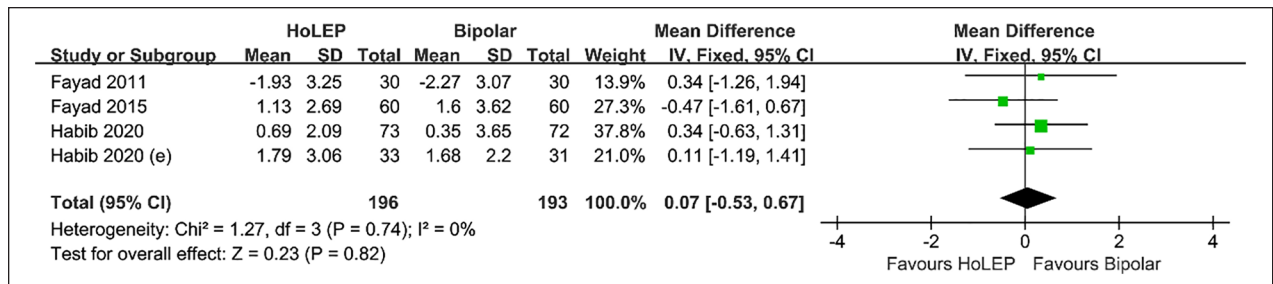 HoLEP Bipolar Mean Difference Mean Difference
Study or Subgroup Mean SD Total Mean SD Total Weight IV, Fixed, 95% CI IV, Fixed, 95% CI
Fayad 2011 -1.93 3.25 30 -2.27 3.07 30 13.9% 0.34 [-1.26, 1.94]
Fayad 2015 1.13 2.69 60 1.6 3.62 60 27.3% -0.47 [-1.61, 0.67]
Habib 2020 0.69 2.09 73 0.35 3.65 72 37.8% 0.34 [-0.63, 1.31]
Habib 2020 (e) 1.79 3.06 33 1.68 2.2 31 21.0% 0.11 [-1.19, 1.41]
Total (95% CI) 196 193 100.0% 0.07 [-0.53, 0.67]
Heterogeneity: Chi² = 1.27, df = 3 (P = 0.74); I² = 0%
Test for overall effect: Z = 0.23 (P = 0.82)
-4 -2 0 2 4
Favours HoLEP Favours Bipolar